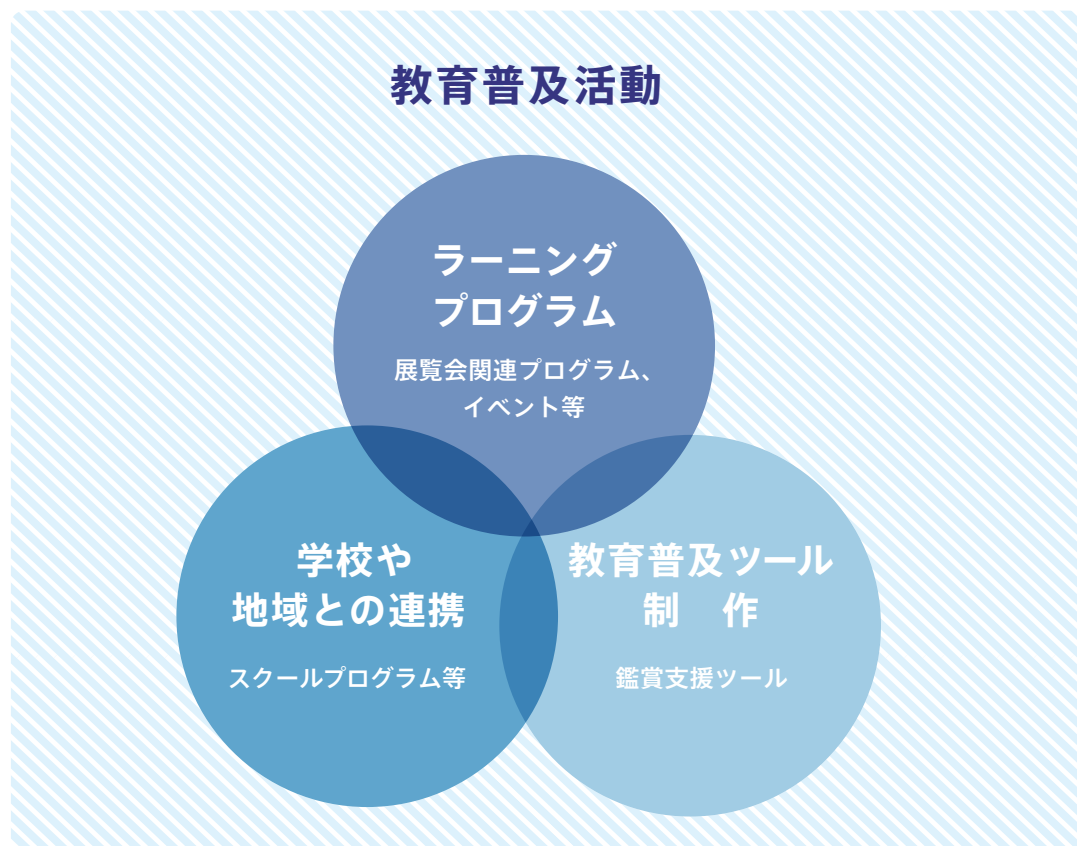 教育普及活動
ラーニング
プログラム
展覧会関連プログラム、
イベント等
学校や
地域との連携
スクールプログラム等
教育普及ツール
制　作
鑑賞支援ツール